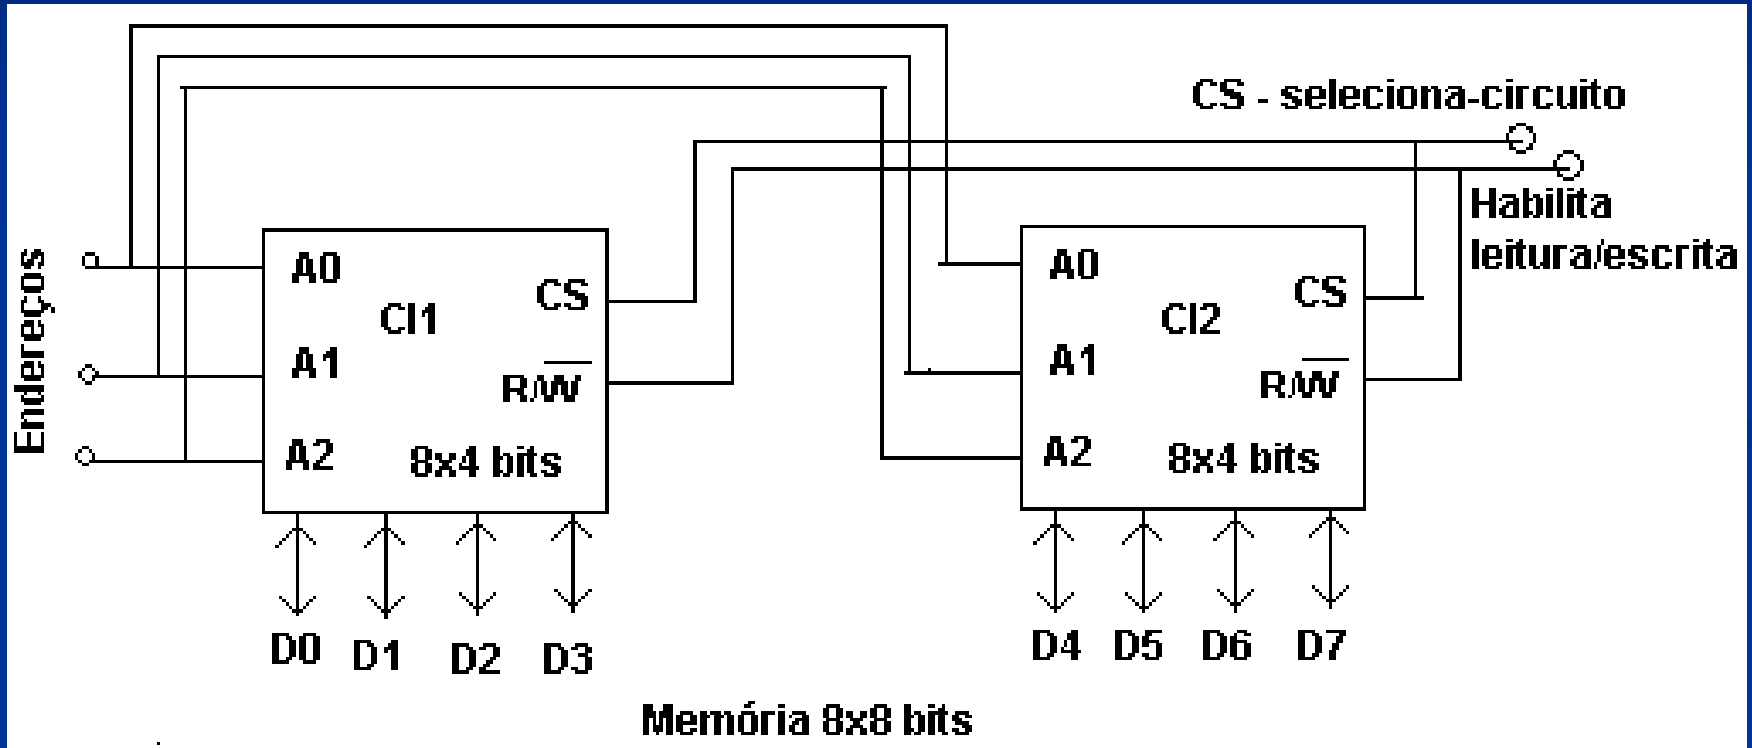 CS - seleciona-circuito
Habilita
leitura/escrita
Endereços
A0
CI1
CS
A1
R/W̅
A2
8x4 bits
A0
CI2
CS
A1
R/W̅
A2
8x4 bits
D0 D1 D2 D3
D4 D5 D6 D7
Memória 8x8 bits